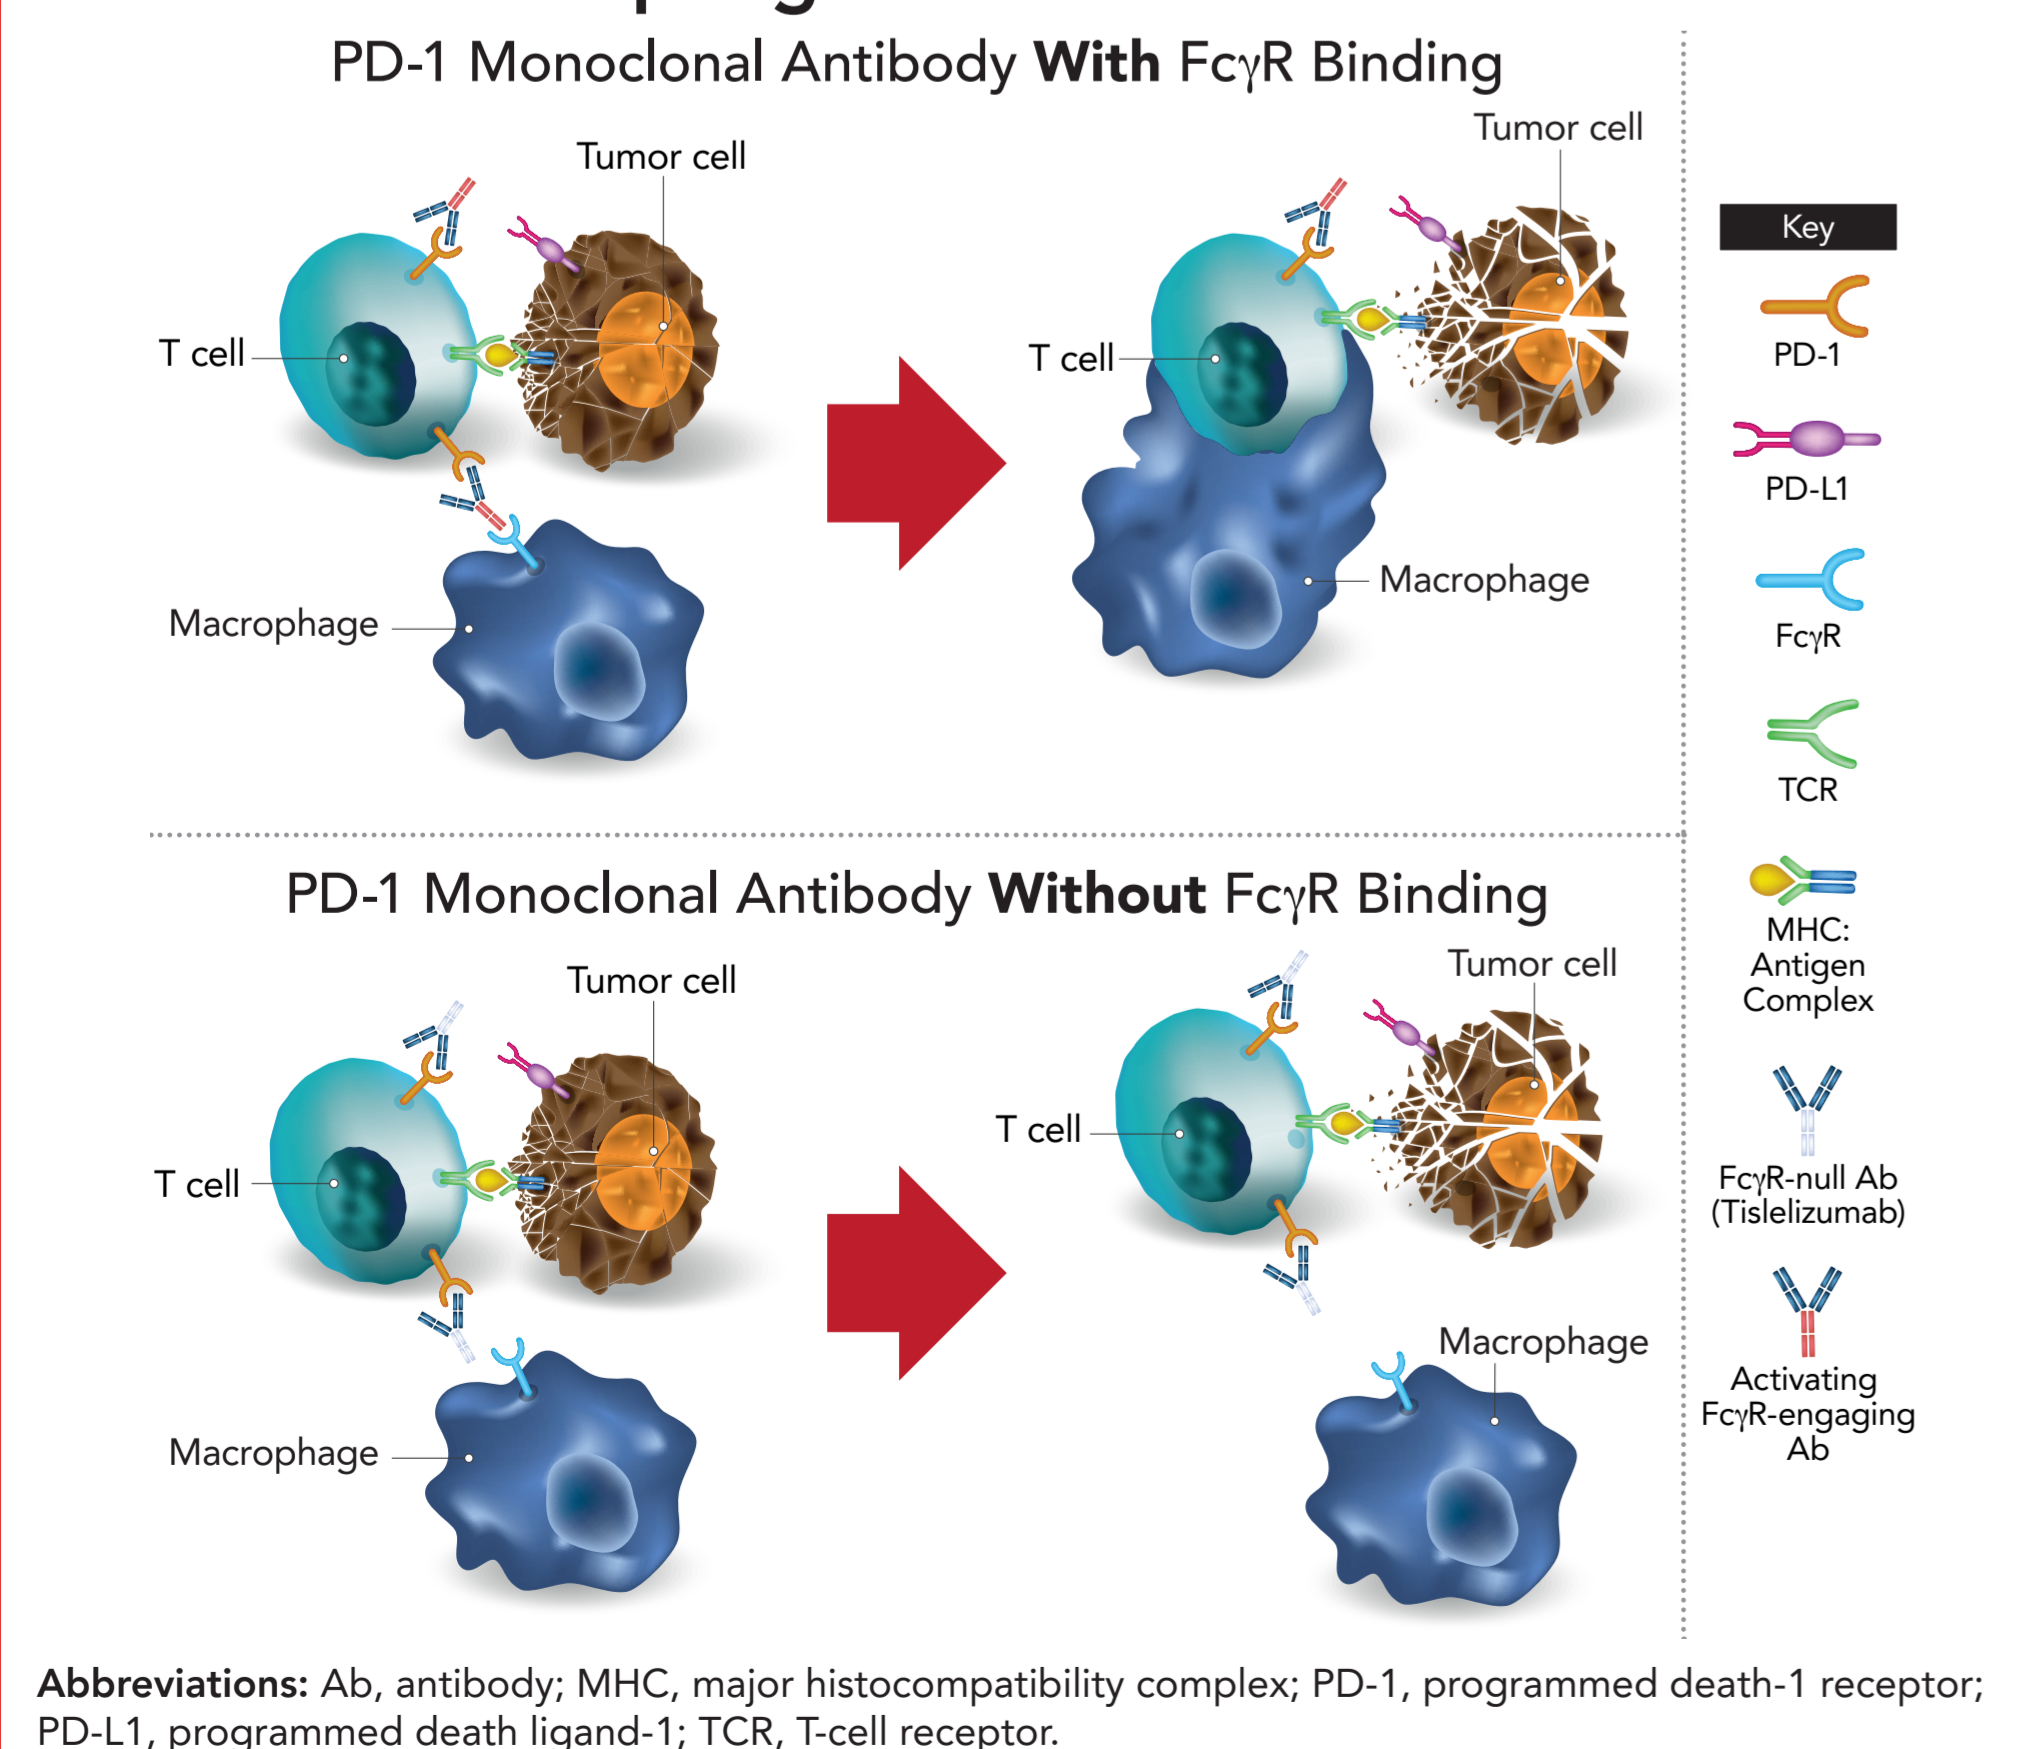 PD-1 Monoclonal Antibody With FcγR Binding
Tumor cell
T cell
Macrophage
Tumor cell
T cell
Macrophage
PD-1 Monoclonal Antibody Without FcγR Binding
Tumor cell
T cell
Macrophage
Tumor cell
T cell
Macrophage
Key
PD-1
PD-L1
FcγR
TCR
MHC:
Antigen
Complex
FcγR-null Ab
(Tislelizumab)
Activating
FcγR-engaging
Ab
Abbreviations: Ab, antibody; MHC, major histocompatibility complex; PD-1, programmed death-1 receptor;
PD-L1, programmed death ligand-1; TCR, T-cell receptor.